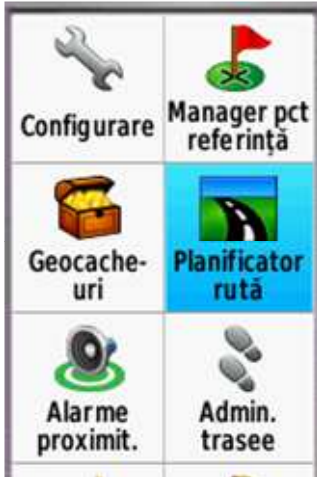 Configurare
Manager pct
referință
Geocache-
uri
Planificator
rută
Alarme
proximit.
Admin.
trasee